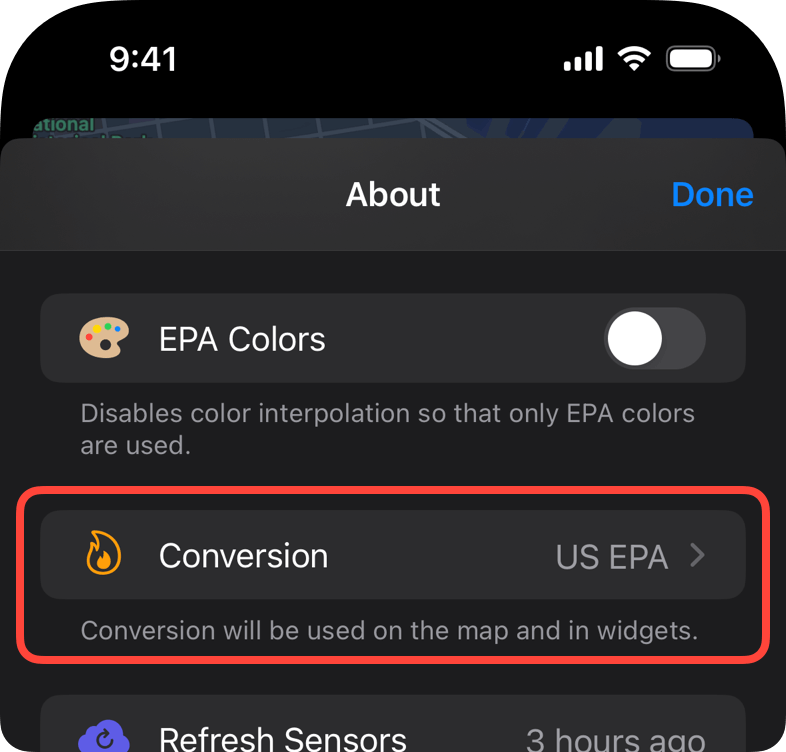 9:41
ational
About
Done
EPA Colors
Disables color interpolation so that only EPA colors
are used.
Conversion
US EPA
Conversion will be used on the map and in widgets.
Refresh Sensors
3 hours ago